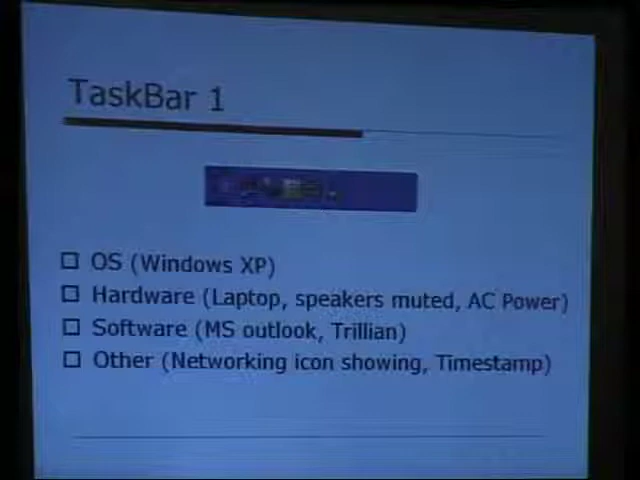 TaskBar 1
OS (Windows XP)
Hardware (Laptop, speakers muted, AC Power)
Software (MS outlook, Trillian)
Other (Networking icon showing, Timestamp)